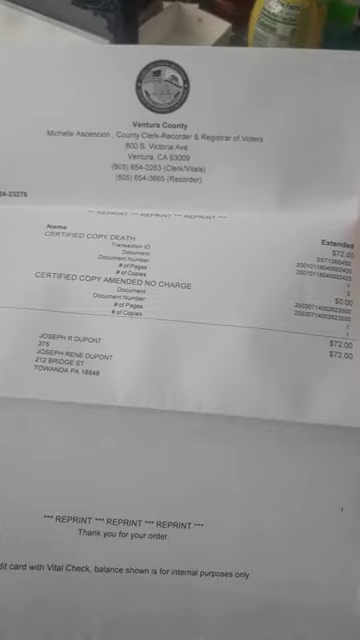 Ventura County
Michelle Ascencion, County Clerk-Recorder & Registrar of Voters
800 S. Victoria Ave
Ventura, CA 93009
(805) 654-2263 (Clerk/Vitals)
(805) 654-3665 (Recorder)
*** REPRINT *** REPRINT *** REPRINT ***
Name Extended
CERTIFIED COPY DEATH $72.00
Transaction ID
Document
Document Number
# of Pages 1
# of Copies 3
CERTIFIED COPY AMENDED NO CHARGE $0.00
Document
Document Number
# of Pages 1
# of Copies 1
$72.00
$72.00
JOSEPH R DUPONT
375
JOSEPH RENE DUPONT
212 BRIDGE ST
TOWANDA PA 18848
*** REPRINT *** REPRINT *** REPRINT ***
Thank you for your order.
dit card with Vital Check, balance shown is for internal purposes only